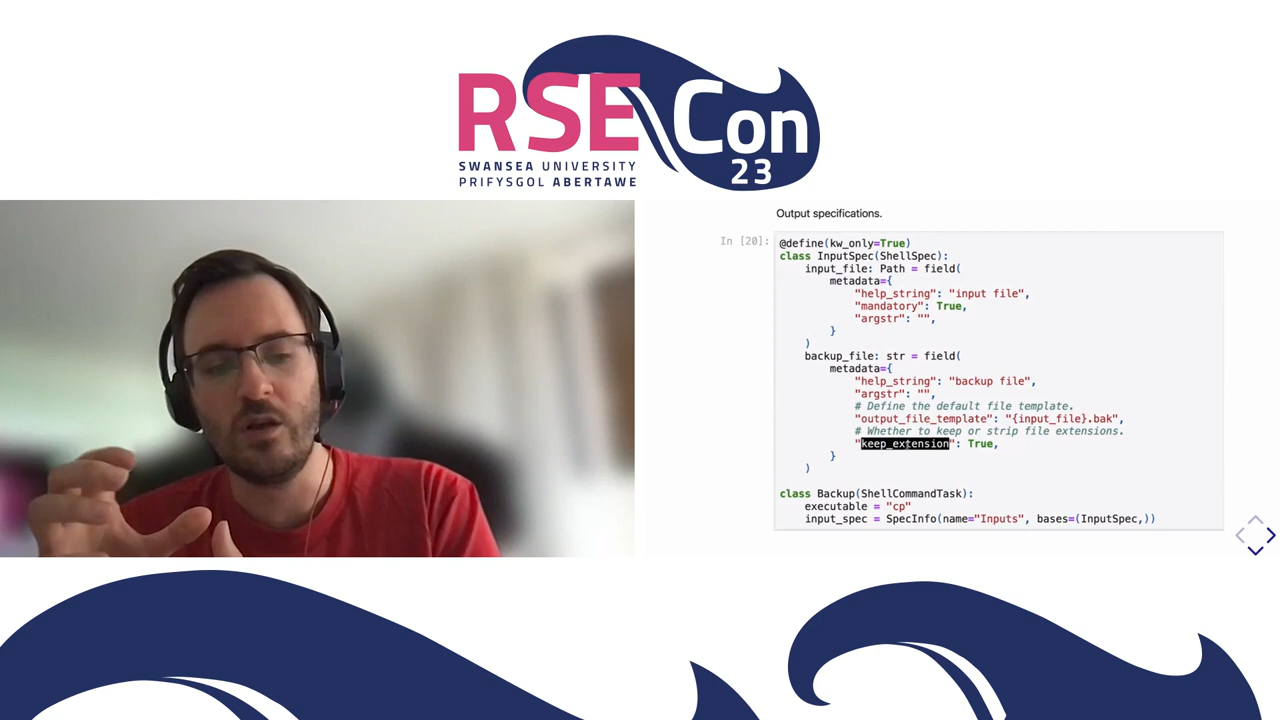 RSE Con
23
SWANSEA UNIVERSITY
PRIFYSGOL ABERTAWE
Output specifications.
In [20]:
@define(kw_only=True)
class InputSpec(ShellSpec):
    input_file: Path = field(
        metadata={
            "help_string": "input file",
            "mandatory": True,
            "argstr": "",
        }
    )
    backup_file: str = field(
        metadata={
            "help_string": "backup file",
            "argstr": "",
            # Define the default file template.
            "output_file_template": "{input_file}.bak",
            # Whether to keep or strip file extensions.
            "keep_extension": True,
        }
    )
class Backup(ShellCommandTask):
    executable = "cp"
    input_spec = SpecInfo(name="Inputs", bases=(InputSpec,))